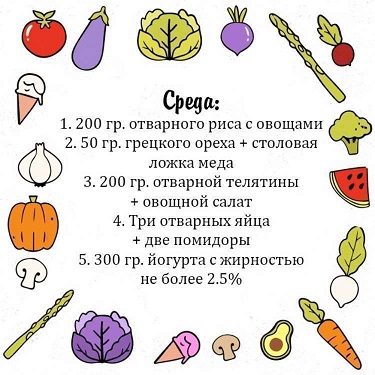 Среда:
1. 200 гр. отварного риса с овощами
2. 50 гр. грецкого ореха + столовая
ложка меда
3. 200 гр. отварной телятины
+ овощной салат
4. Три отварных яйца
+ две помидоры
5. 300 гр. йогурта с жирностью
не более 2.5%